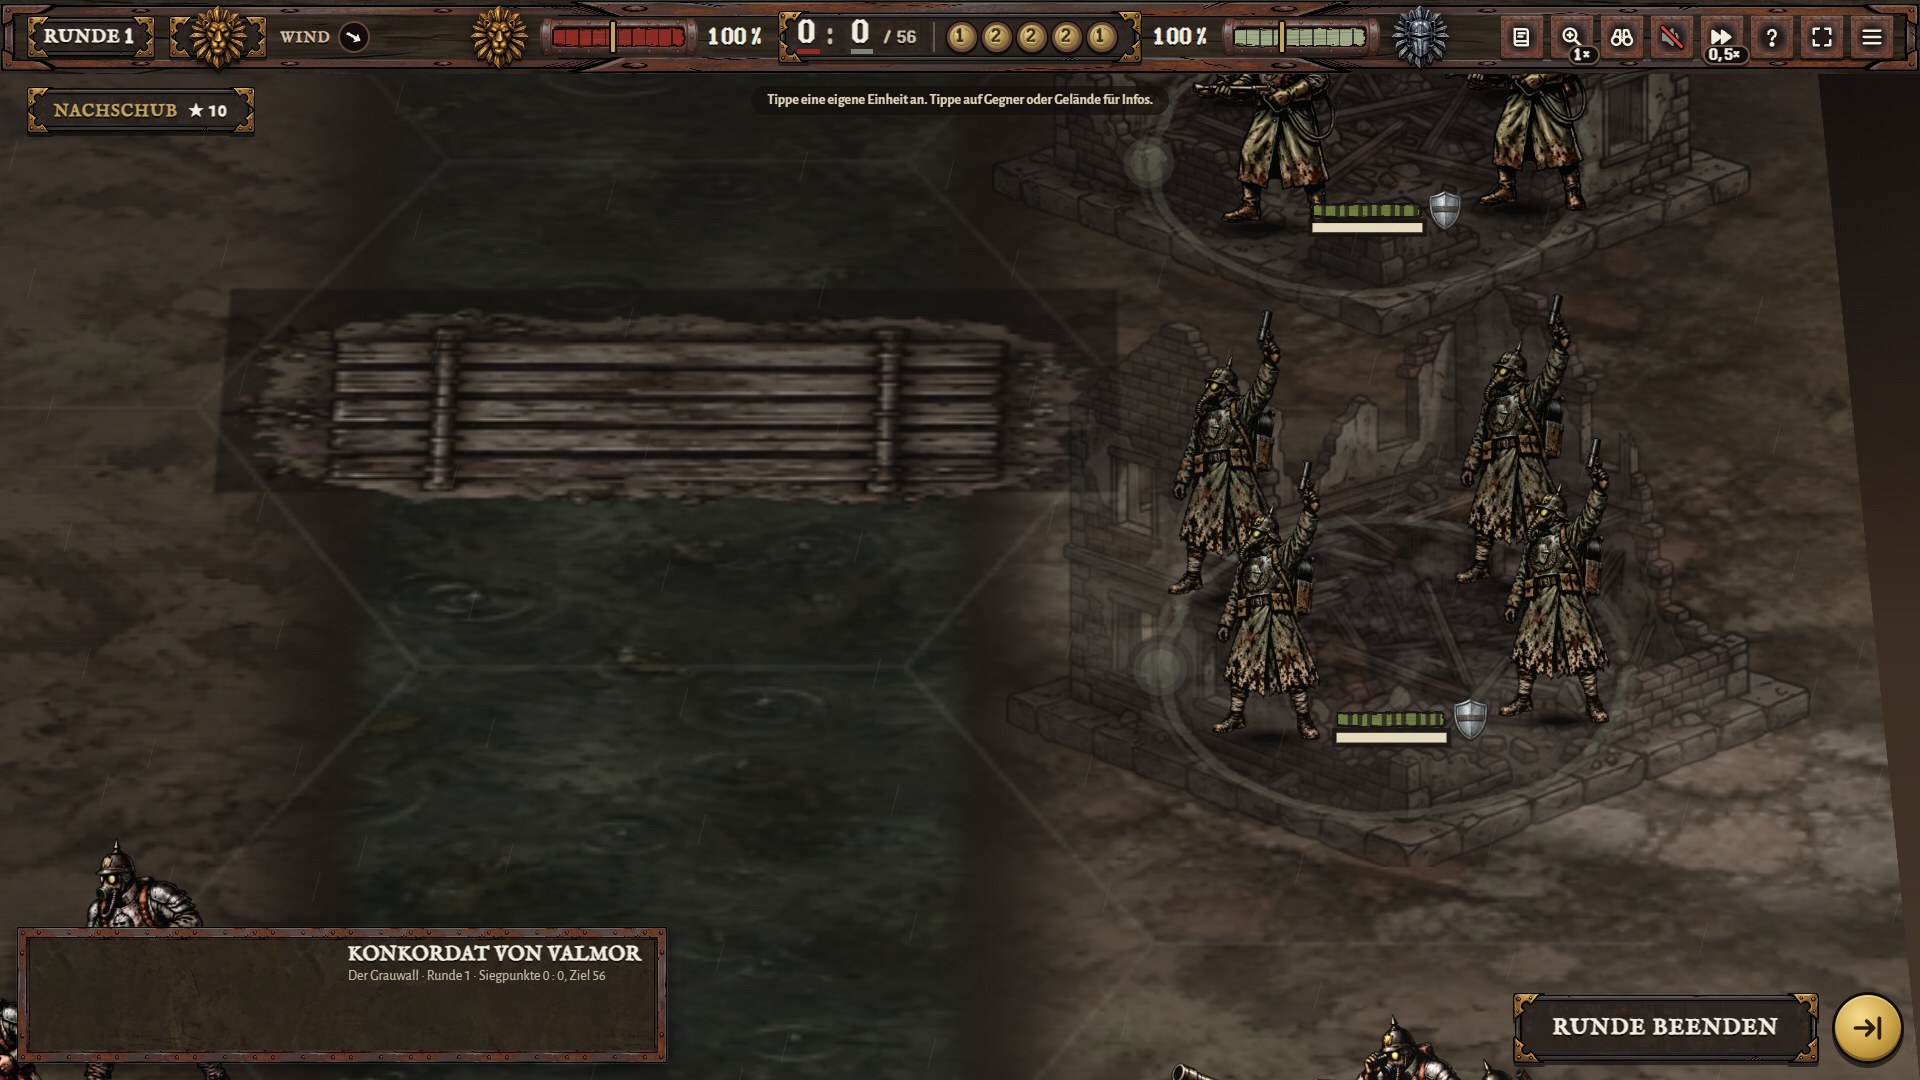 RUNDE 1
WIND
100 %
0 : 0 / 56
1 2 2 2 1
100 %
1×
0,5×
?
NACHSCHUB ★ 10
Tippe eine eigene Einheit an. Tippe auf Gegner oder Gelände für Infos.
KONKORDAT VON VALMOR
Der Grauwall · Runde 1 · Siegpunkte 0 : 0, Ziel 56
RUNDE BEENDEN